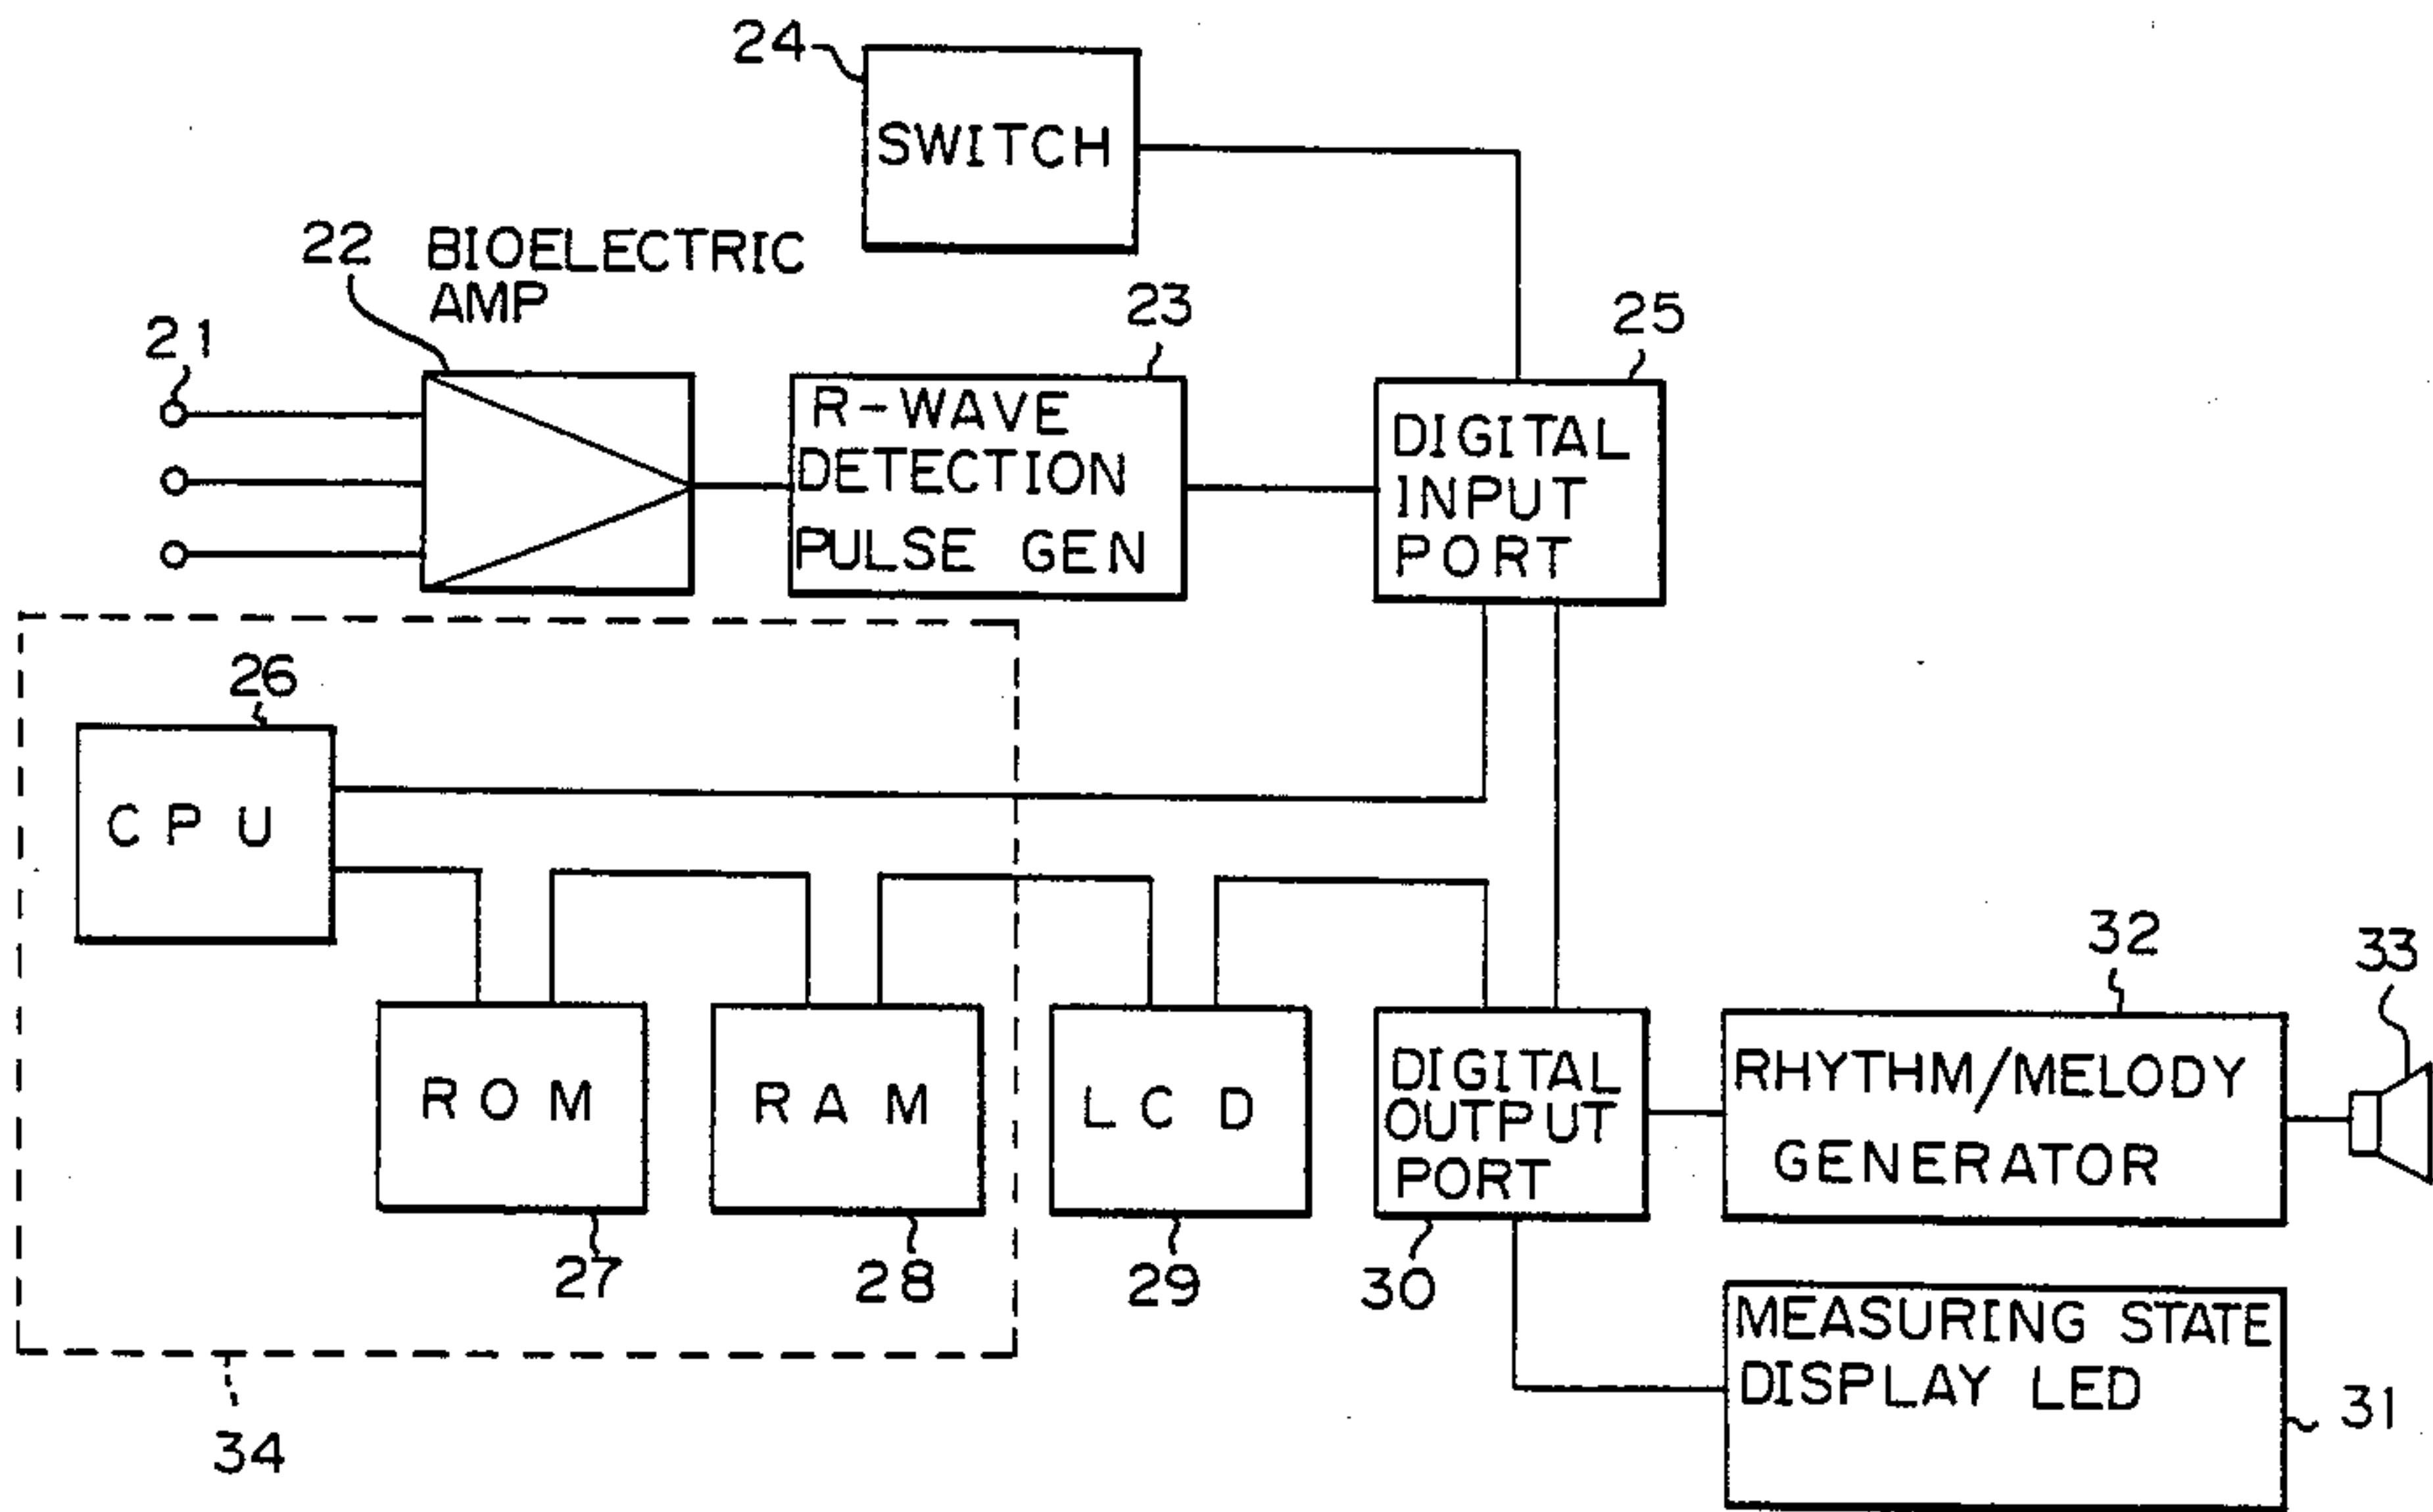 24
SWITCH
22
BIOELECTRIC
AMP
21
23
R-WAVE
DETECTION
PULSE GEN
25
DIGITAL
INPUT
PORT
26
CPU
ROM
27
RAM
28
LCD
29
DIGITAL
OUTPUT
PORT
30
32
RHYTHM/MELODY
GENERATOR
33
MEASURING STATE
DISPLAY LED
31
34